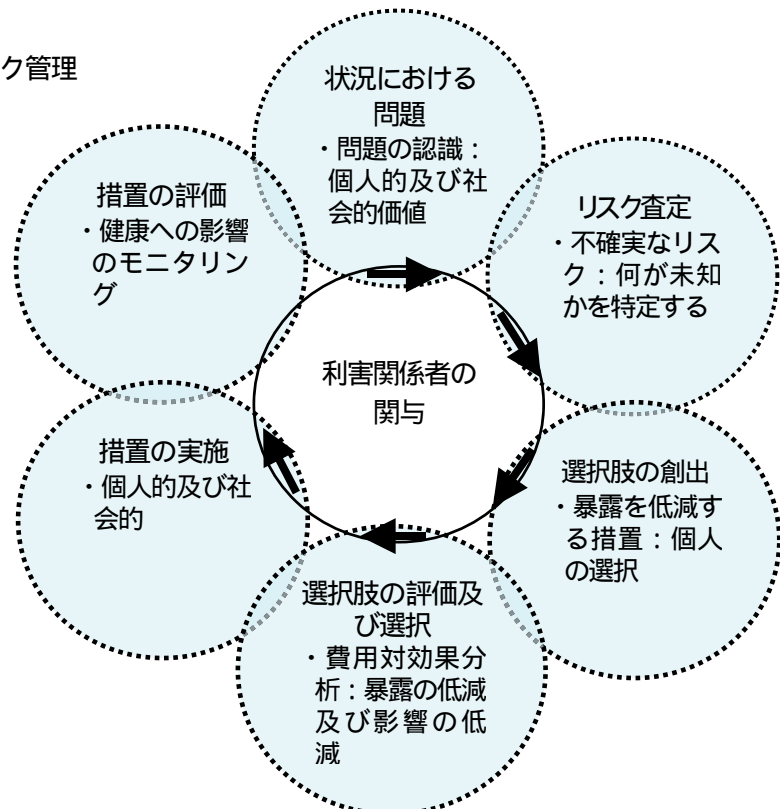 ク管理
状況における
問題
・問題の認識：
個人的及び社
会的価値
リスク査定
・不確実なリス
ク：何が未知
かを特定する
選択肢の創出
・暴露を低減す
る措置：個人
の選択
選択肢の評価及
び選択
・費用対効果分
析：暴露の低減
及び影響の低
減
措置の実施
・個人的及び社
会的
措置の評価
・健康への影響
のモニタリン
グ
利害関係者の
関与